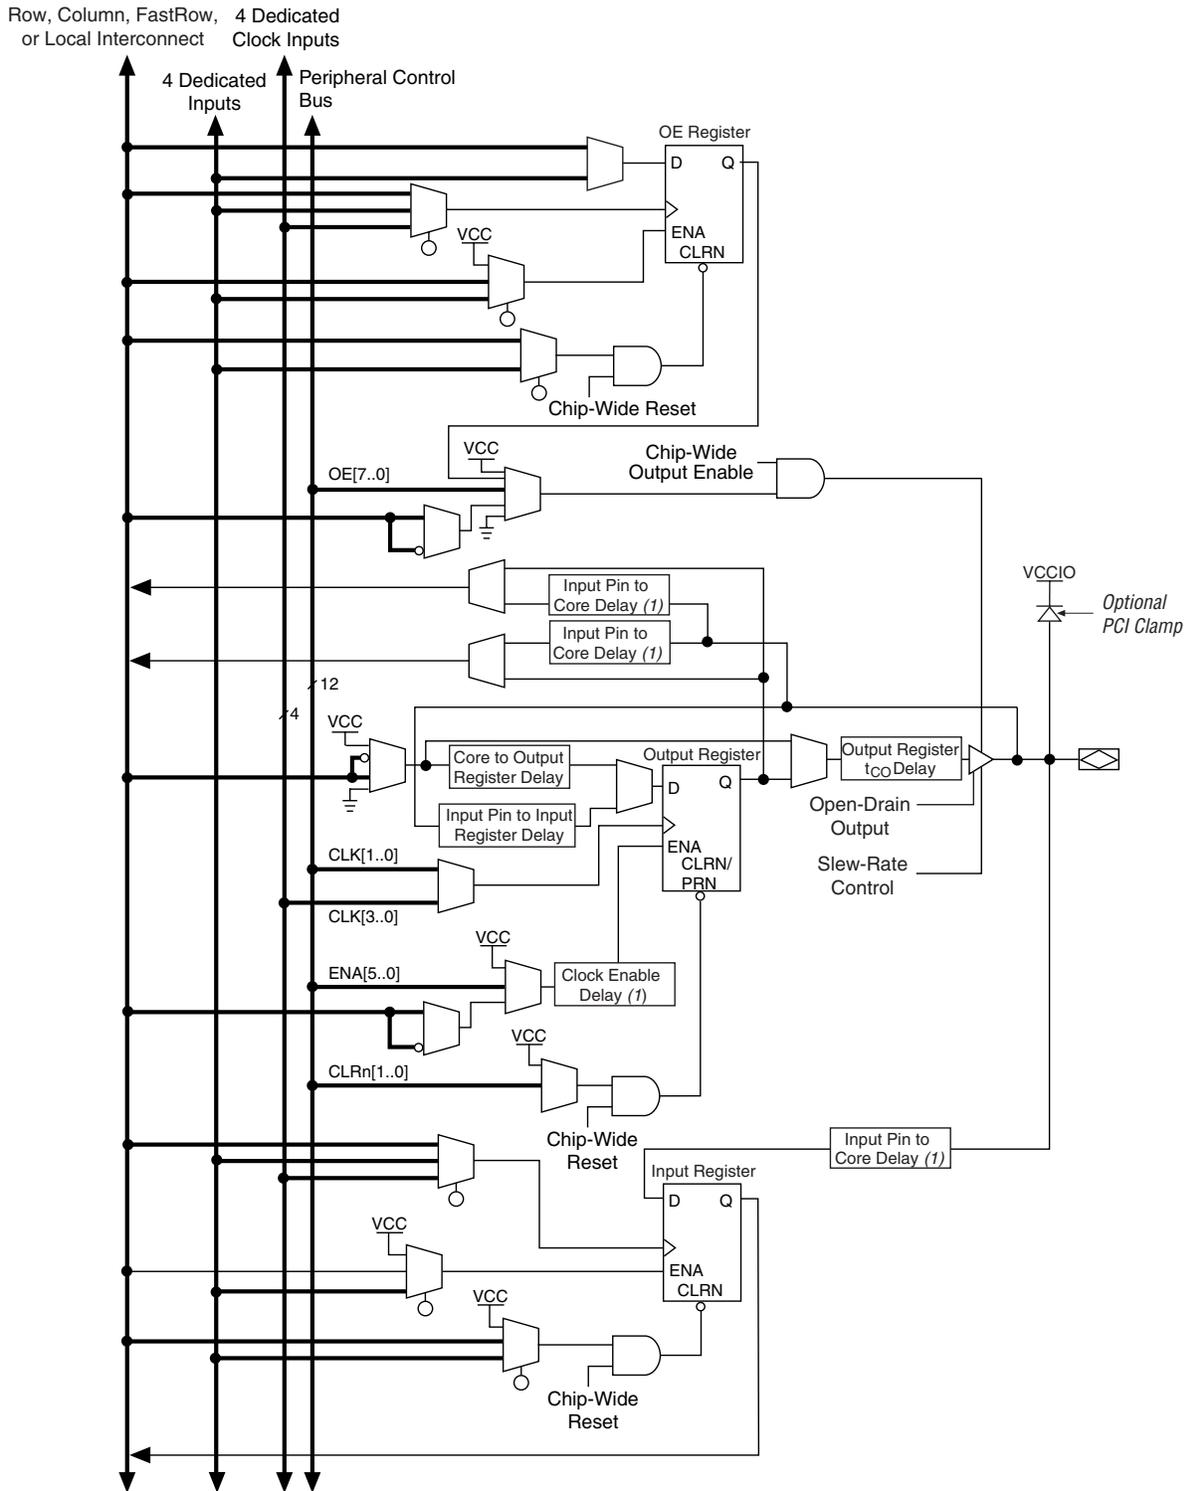 Row, Column, FastRow,
or Local Interconnect
4 Dedicated
Clock Inputs
4 Dedicated
Inputs
Peripheral Control
Bus
OE Register
D
Q
ENA
CLRN
VCC
Chip-Wide Reset
VCC
OE[7..0]
Chip-Wide
Output Enable
Input Pin to
Core Delay (1)
Input Pin to
Core Delay (1)
VCCIO
Optional
PCI Clamp
12
4
VCC
Core to Output
Register Delay
Input Pin to Input
Register Delay
Output Register
D
Q
ENA
CLRN/
PRN
Output Register
tCO Delay
Open-Drain
Output
Slew-Rate
Control
CLK[1..0]
CLK[3..0]
VCC
ENA[5..0]
Clock Enable
Delay (1)
VCC
CLRn[1..0]
Chip-Wide
Reset
Input Pin to
Core Delay (1)
Input Register
D
Q
ENA
CLRN
VCC
VCC
Chip-Wide
Reset